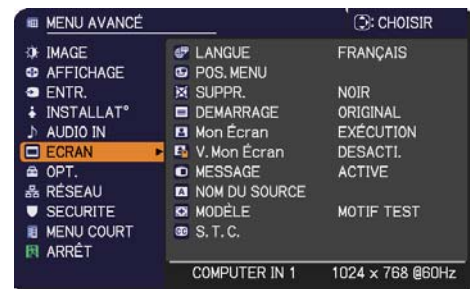 MENU AVANCÉ : CHOISIR
IMAGE
AFFICHAGE
ENTR.
INSTALLAT°
AUDIO IN
ECRAN
OPT.
RÉSEAU
SECURITE
MENU COURT
ARRÊT
LANGUE FRANÇAIS
POS. MENU
SUPPR. NOIR
DEMARRAGE ORIGINAL
Mon Écran EXÉCUTION
V. Mon Écran DESACTI.
MESSAGE ACTIVE
NOM DU SOURCE
MODÈLE MOTIF TEST
S. T. C.
COMPUTER IN 1 1024 x 768 @60Hz